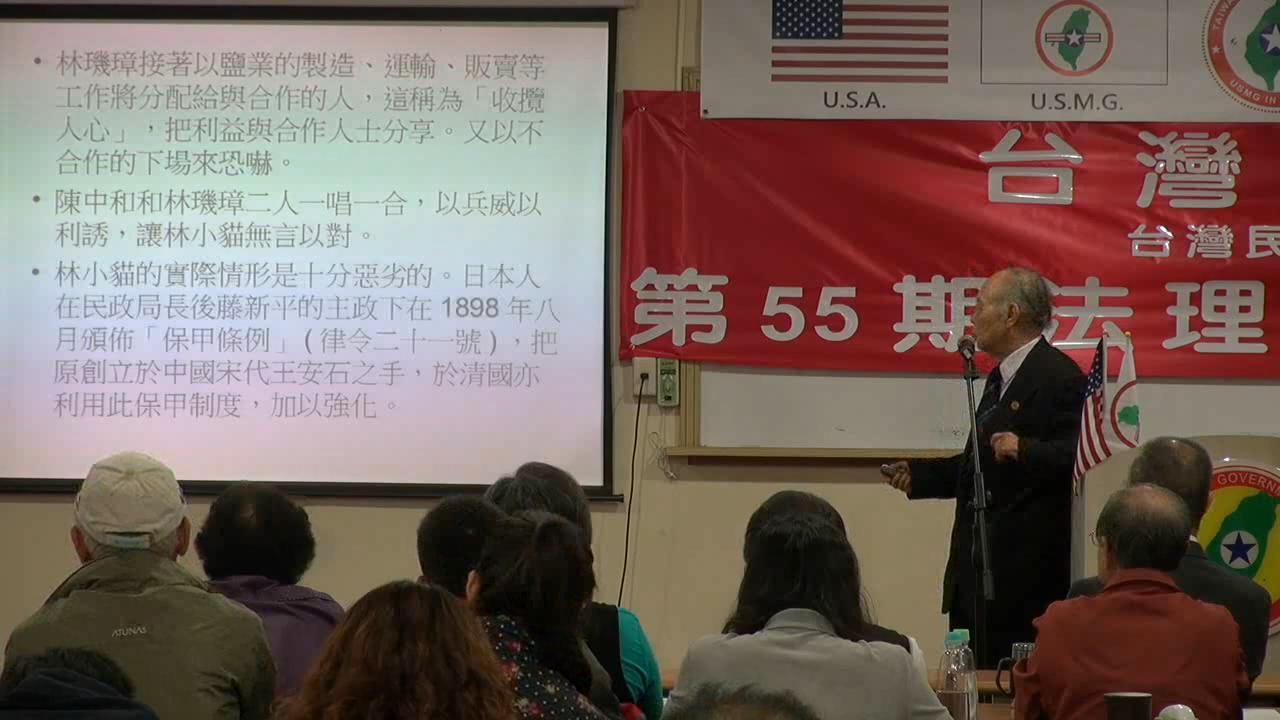 • 林璣璋接著以鹽業的製造、運輸、販賣等
工作將分配給與合作的人，這稱為「收攬
人心」，把利益與合作人士分享。又以不
合作的下場來恐嚇。
• 陳中和和林璣璋二人一唱一合，以兵威以
利誘，讓林小貓無言以對。
• 林小貓的實際情形是十分惡劣的。日本人
在民政局長後藤新平的主政下在 1898 年八
月頒佈「保甲條例」( 律令二十一號 )，把
原創立於中國宋代王安石之手，於清國亦
利用此保甲制度，加以強化。
U.S.A.
U.S.M.G.
TAIWA
USMG IN
台灣
台灣民
第 55 期法理
GOVERN
ATUNAS